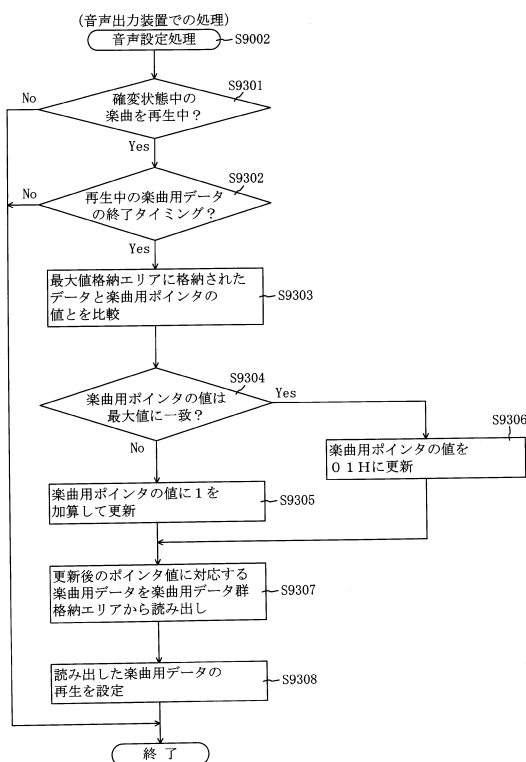 (音声出力装置での処理)
音声設定処理
S9002
S9301
No
確変状態中の
楽曲を再生中?
Yes
S9302
No
再生中の楽曲用データ
の終了タイミング?
Yes
最大値格納エリアに格納された
データと楽曲用ポインタの
値とを比較
S9303
S9304
楽曲用ポインタの値は
最大値に一致?
Yes
No
S9306
楽曲用ポインタの値を
01Hに更新
楽曲用ポインタの値に1を
加算して更新
S9305
更新後のポインタ値に対応する
楽曲用データを楽曲用データ群
格納エリアから読み出し
S9307
読み出した楽曲用データの
再生を設定
S9308
終了